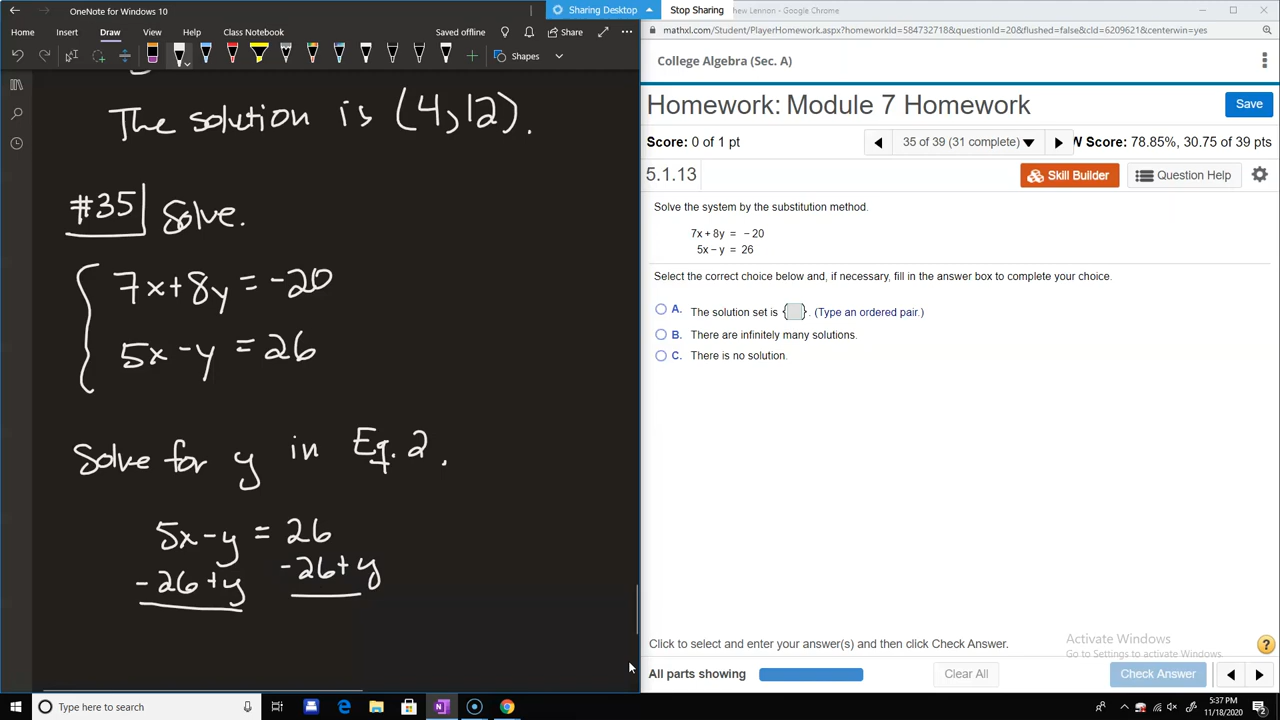 OneNote for Windows 10
Sharing Desktop
Stop Sharing
hew Lennon - Google Chrome
Home Insert Draw View Help Class Notebook Saved offline Share
mathxl.com/Student/PlayerHomework.aspx?homeworkId=584732718&questionId=20&flushed=false&cId=6209621&centerwin=yes
Shapes
College Algebra (Sec. A)
The solution is (4,12).
Homework: Module 7 Homework
Save
Score: 0 of 1 pt
35 of 39 (31 complete)
W Score: 78.85%, 30.75 of 39 pts
5.1.13
Skill Builder
Question Help
#35 Solve.
7x+8y = -20
5x-y = 26
Solve for y in Eq. 2.
5x-y = 26
-26+y -26+y
Solve the system by the substitution method.
7x + 8y = - 20
5x - y = 26
Select the correct choice below and, if necessary, fill in the answer box to complete your choice.
A. The solution set is { }. (Type an ordered pair.)
B. There are infinitely many solutions.
C. There is no solution.
Click to select and enter your answer(s) and then click Check Answer.
Activate Windows
Go to Settings to activate Windows.
?
All parts showing
Clear All
Check Answer
Type here to search
5:37 PM
11/18/2020
2